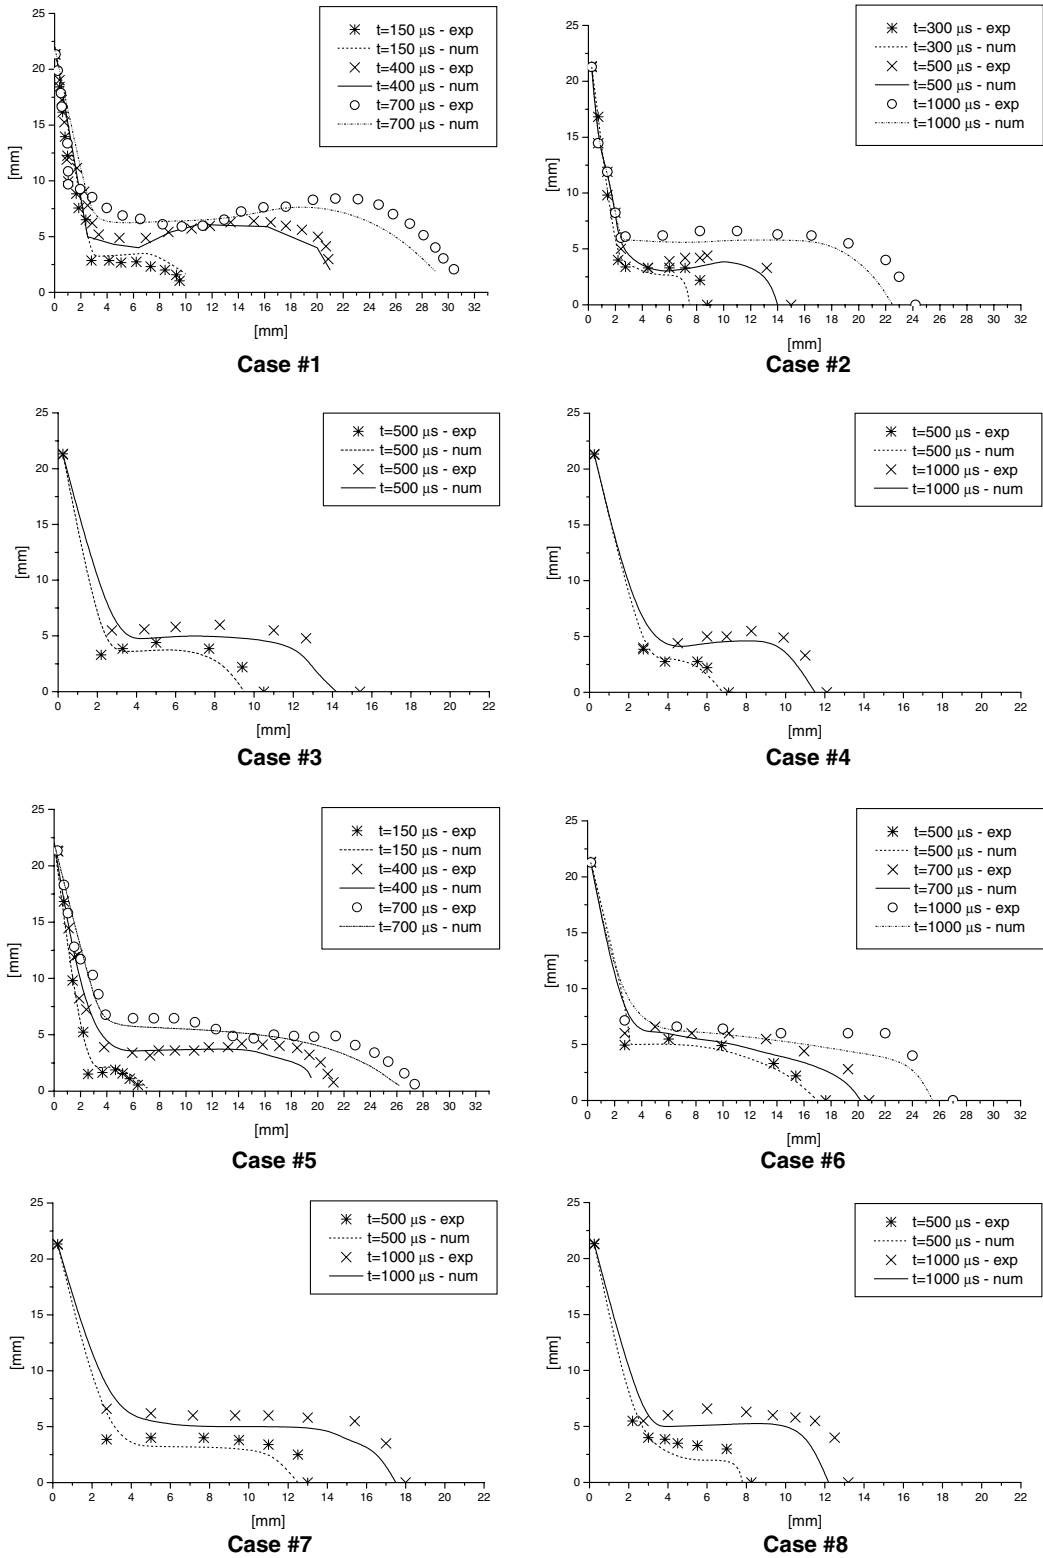 25
20
15
10
5
0
[mm]
0 2 4 6 8 10 12 14 16 18 20 22 24 26 28 30 32
[mm]
t=150 μs - exp
t=150 μs - num
t=400 μs - exp
t=400 μs - num
t=700 μs - exp
t=700 μs - num
Case #1
25
20
15
10
5
0
[mm]
0 2 4 6 8 10 12 14 16 18 20 22 24 26 28 30 32
[mm]
t=300 μs - exp
t=300 μs - num
t=500 μs - exp
t=500 μs - num
t=1000 μs - exp
t=1000 μs - num
Case #2
25
20
15
10
5
0
[mm]
0 2 4 6 8 10 12 14 16 18 20 22
[mm]
t=500 μs - exp
t=500 μs - num
t=500 μs - exp
t=500 μs - num
Case #3
25
20
15
10
5
0
[mm]
0 2 4 6 8 10 12 14 16 18 20 22
[mm]
t=500 μs - exp
t=500 μs - num
t=1000 μs - exp
t=1000 μs - num
Case #4
25
20
15
10
5
0
[mm]
0 2 4 6 8 10 12 14 16 18 20 22 24 26 28 30 32
[mm]
t=150 μs - exp
t=150 μs - num
t=400 μs - exp
t=400 μs - num
t=700 μs - exp
t=700 μs - num
Case #5
25
20
15
10
5
0
[mm]
0 2 4 6 8 10 12 14 16 18 20 22 24 26 28 30 32
[mm]
t=500 μs - exp
t=500 μs - num
t=700 μs - exp
t=700 μs - num
t=1000 μs - exp
t=1000 μs - num
Case #6
25
20
15
10
5
0
[mm]
0 2 4 6 8 10 12 14 16 18 20 22
[mm]
t=500 μs - exp
t=500 μs - num
t=1000 μs - exp
t=1000 μs - num
Case #7
25
20
15
10
5
0
[mm]
0 2 4 6 8 10 12 14 16 18 20 22
[mm]
t=500 μs - exp
t=500 μs - num
t=1000 μs - exp
t=1000 μs - num
Case #8